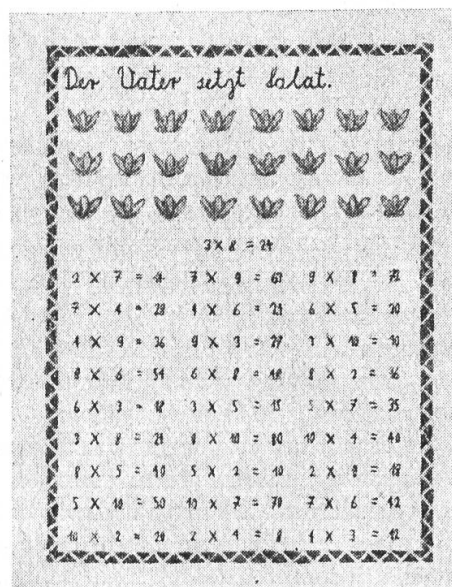 Der Vater setzt Salat.
3 X 8 = 24
2 X 7 = 14 7 X 9 = 63 9 X 8 = 72
7 X 4 = 28 4 X 6 = 24 6 X 5 = 30
4 X 9 = 36 9 X 3 = 27 3 X 10 = 30
9 X 6 = 54 6 X 8 = 48 8 X 2 = 16
6 X 3 = 18 3 X 5 = 15 5 X 7 = 35
3 X 8 = 24 8 X 10 = 80 10 X 4 = 40
8 X 5 = 40 5 X 2 = 10 2 X 9 = 18
5 X 10 = 50 10 X 7 = 70 7 X 6 = 42
10 X 2 = 20 2 X 4 = 8 4 X 3 = 12